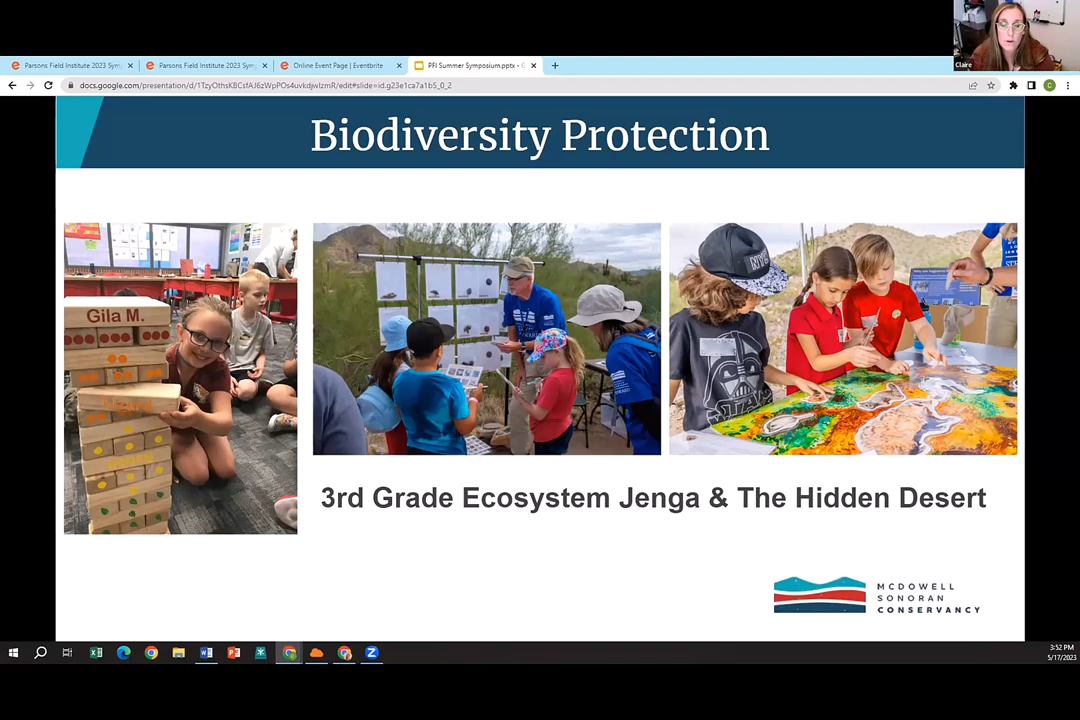 Claire
Parsons Field Institute 2023 Sym
Parsons Field Institute 2023 Sym
Online Event Page | Eventbrite
PFI Summer Symposium.pptx - G
docs.google.com/presentation/d/1TzyOthsKBCsfAJ6zWpPOs4uvkdjwlzmR/edit#slide=id.g23e1ca7a1b5_0_2
Biodiversity Protection
Gila M.
NYC
STAR
3rd Grade Ecosystem Jenga & The Hidden Desert
MCDOWELL
SONORAN
CONSERVANCY
3:52 PM
5/17/2023